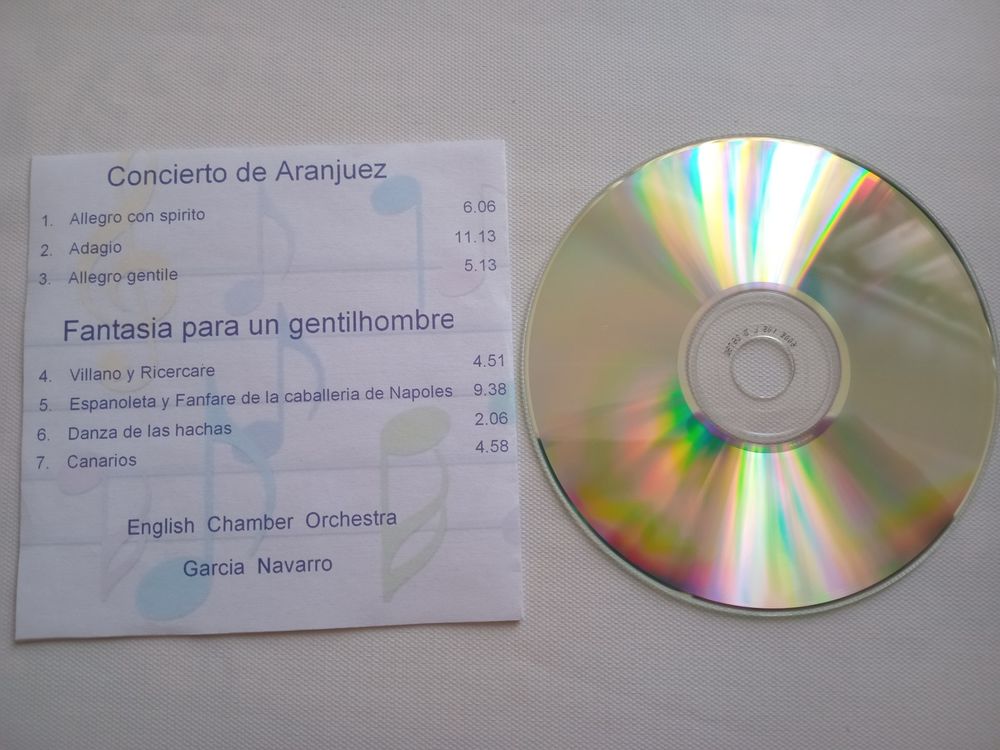 Concierto de Aranjuez
1. Allegro con spirito 6.06
2. Adagio 11.13
3. Allegro gentile 5.13
Fantasia para un gentilhombre
4. Villano y Ricercare 4.51
5. Espanoleta y Fanfare de la caballeria de Napoles 9.38
6. Danza de las hachas 2.06
7. Canarios 4.58
English Chamber Orchestra
Garcia Navarro